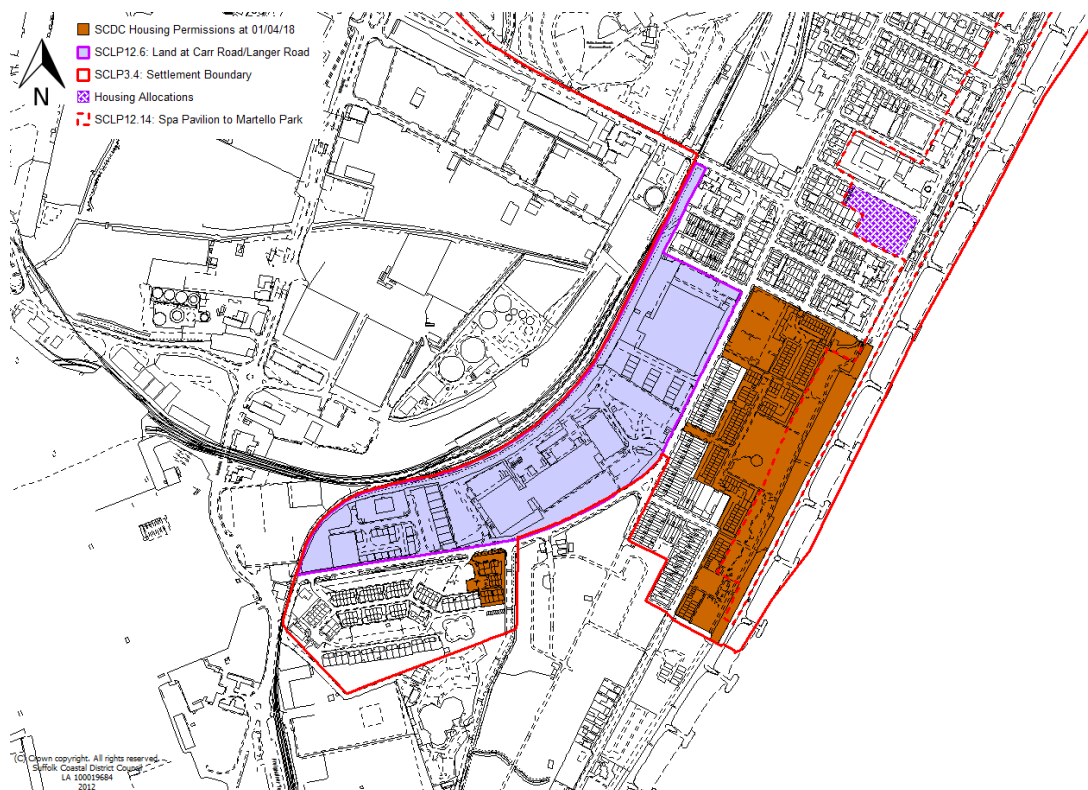 SCDC Housing Permissions at 01/04/18
SCLP12.6: Land at Carr Road/Langer Road
SCLP3.4: Settlement Boundary
Housing Allocations
SCLP12.14: Spa Pavilion to Martello Park
N
(C) Crown copyright. All rights reserved.
Suffolk Coastal District Council
LA 100019684
2012